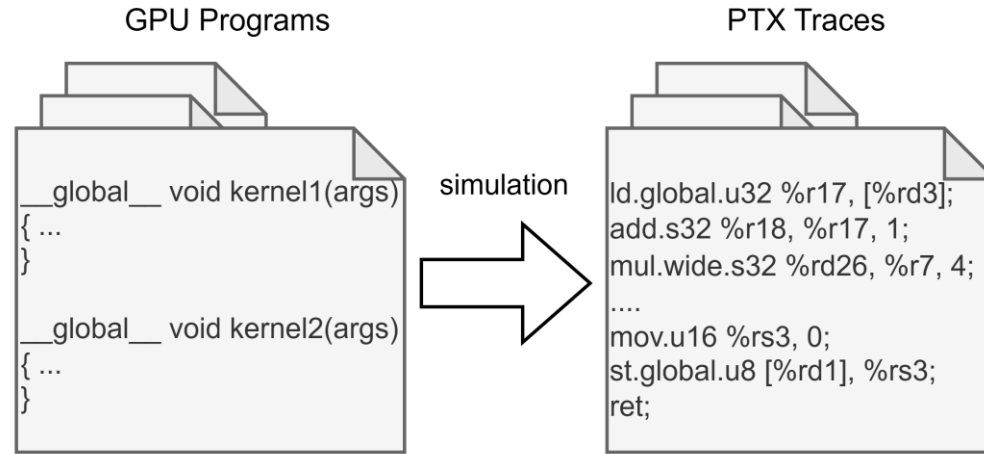 GPU Programs
__global__ void kernel1(args)
{ ...
}
__global__ void kernel2(args)
{ ...
}
simulation
PTX Traces
ld.global.u32 %r17, [%rd3];
add.s32 %r18, %r17, 1;
mul.wide.s32 %rd26, %r7, 4;
....
mov.u16 %rs3, 0;
st.global.u8 [%rd1], %rs3;
ret;